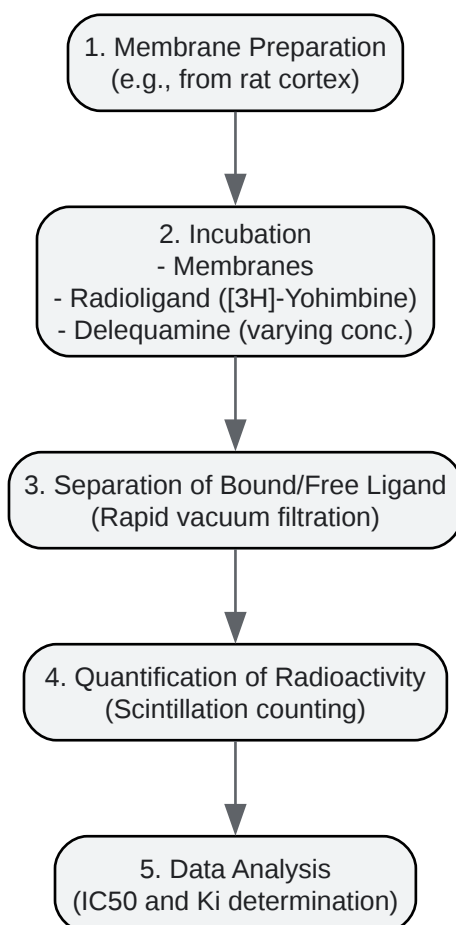 1. Membrane Preparation
(e.g., from rat cortex)
2. Incubation
- Membranes
- Radioligand ([3H]-Yohimbine)
- Delequamine (varying conc.)
3. Separation of Bound/Free Ligand
(Rapid vacuum filtration)
4. Quantification of Radioactivity
(Scintillation counting)
5. Data Analysis
(IC50 and Ki determination)